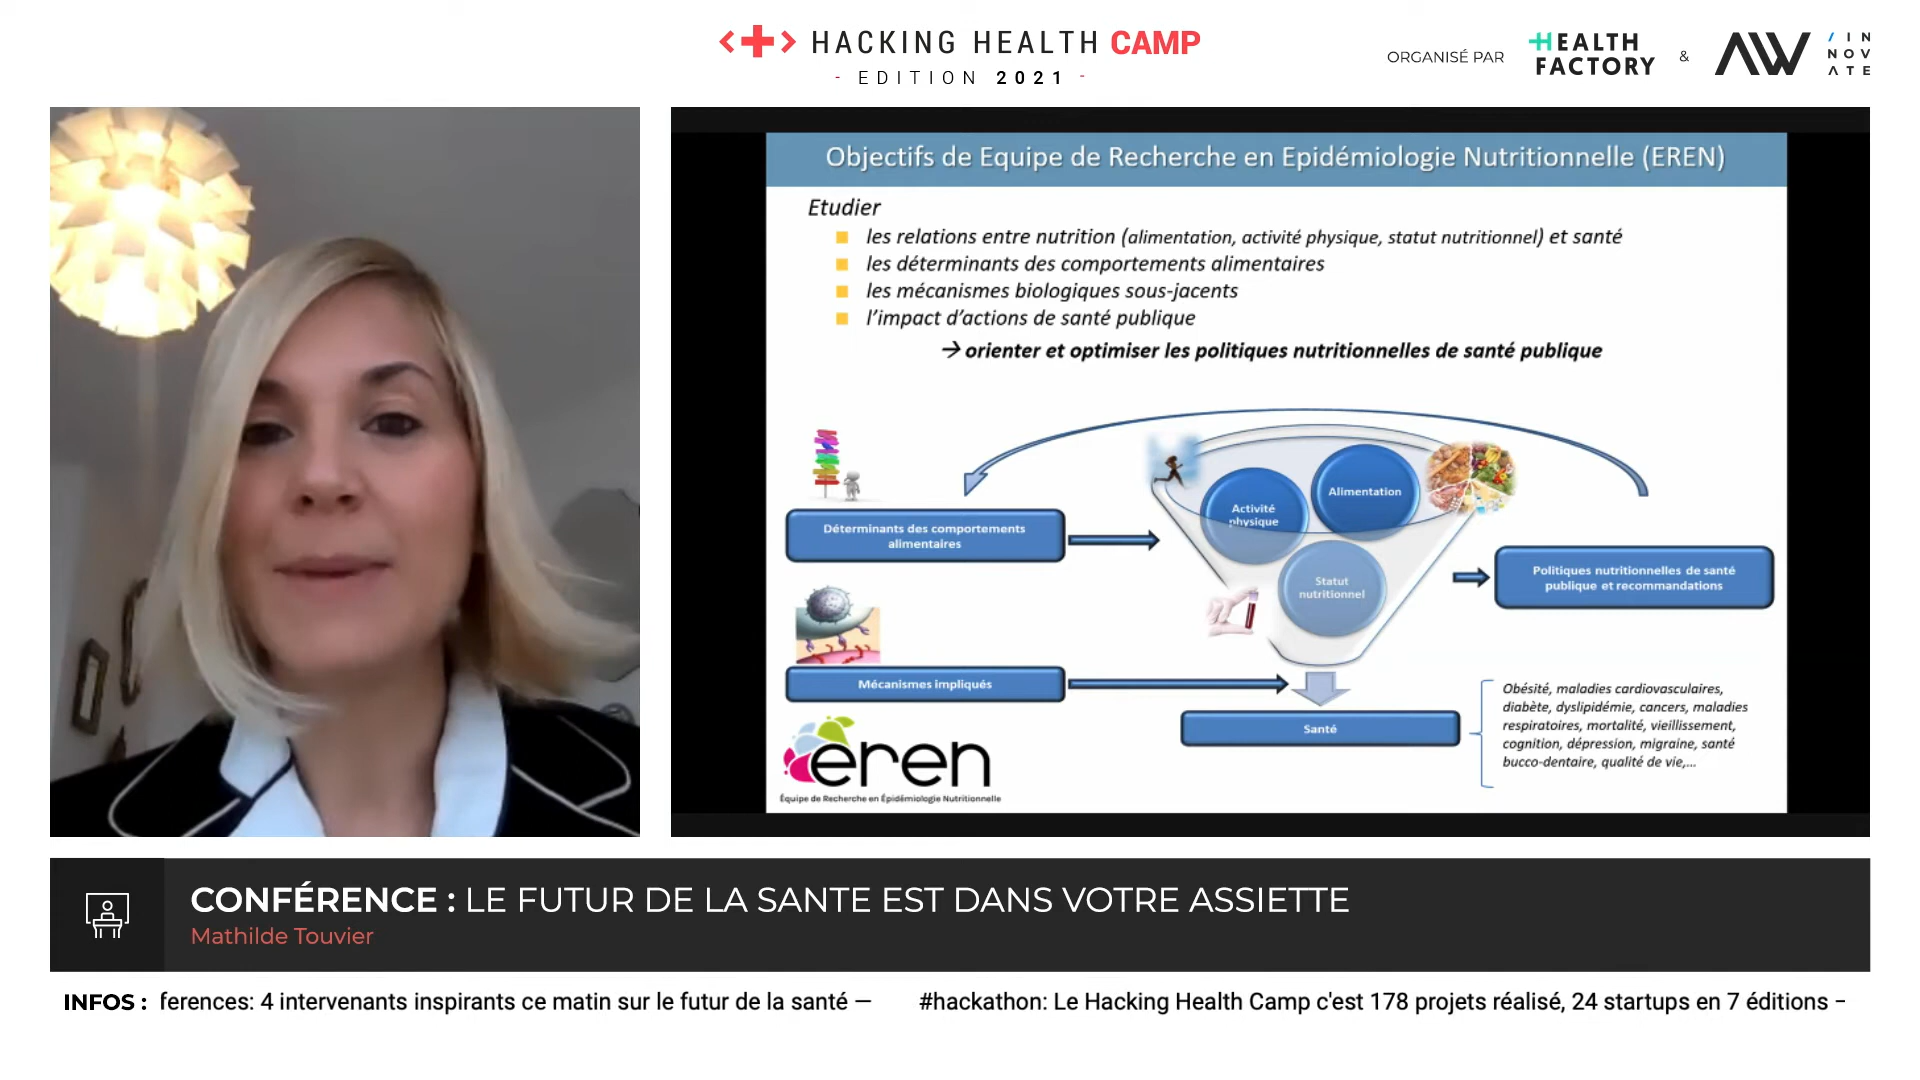 HACKING HEALTH CAMP
- EDITION 2021 -
ORGANISÉ PAR
HEALTH
FACTORY
&
AW
/IN
NOV
ATE
Objectifs de Equipe de Recherche en Epidémiologie Nutritionnelle (EREN)
Etudier
les relations entre nutrition (alimentation, activité physique, statut nutritionnel) et santé
les déterminants des comportements alimentaires
les mécanismes biologiques sous-jacents
l’impact d’actions de santé publique
→ orienter et optimiser les politiques nutritionnelles de santé publique
Alimentation
Activité
physique
Déterminants des comportements
alimentaires
Statut
nutritionnel
Politiques nutritionnelles de santé
publique et recommandations
Mécanismes impliqués
Santé
Obésité, maladies cardiovasculaires,
diabète, dyslipidémie, cancers, maladies
respiratoires, mortalité, vieillissement,
cognition, dépression, migraine, santé
bucco-dentaire, qualité de vie,...
eren
Équipe de Recherche en Épidémiologie Nutritionnelle
CONFÉRENCE : LE FUTUR DE LA SANTE EST DANS VOTRE ASSIETTE
Mathilde Touvier
INFOS : ferences: 4 intervenants inspirants ce matin sur le futur de la santé — #hackathon: Le Hacking Health Camp c'est 178 projets réalisé, 24 startups en 7 éditions –